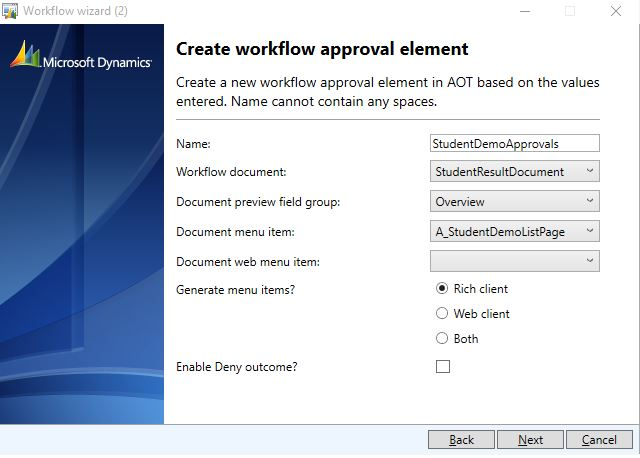 Workflow wizard (2)
Microsoft Dynamics
Create workflow approval element
Create a new workflow approval element in AOT based on the values
entered. Name cannot contain any spaces.
Name: StudentDemoApprovals
Workflow document: StudentResultDocument
Document preview field group: Overview
Document menu item: A_StudentDemoListPage
Document web menu item:
Generate menu items? Rich client
Web client
Both
Enable Deny outcome?
Back Next Cancel